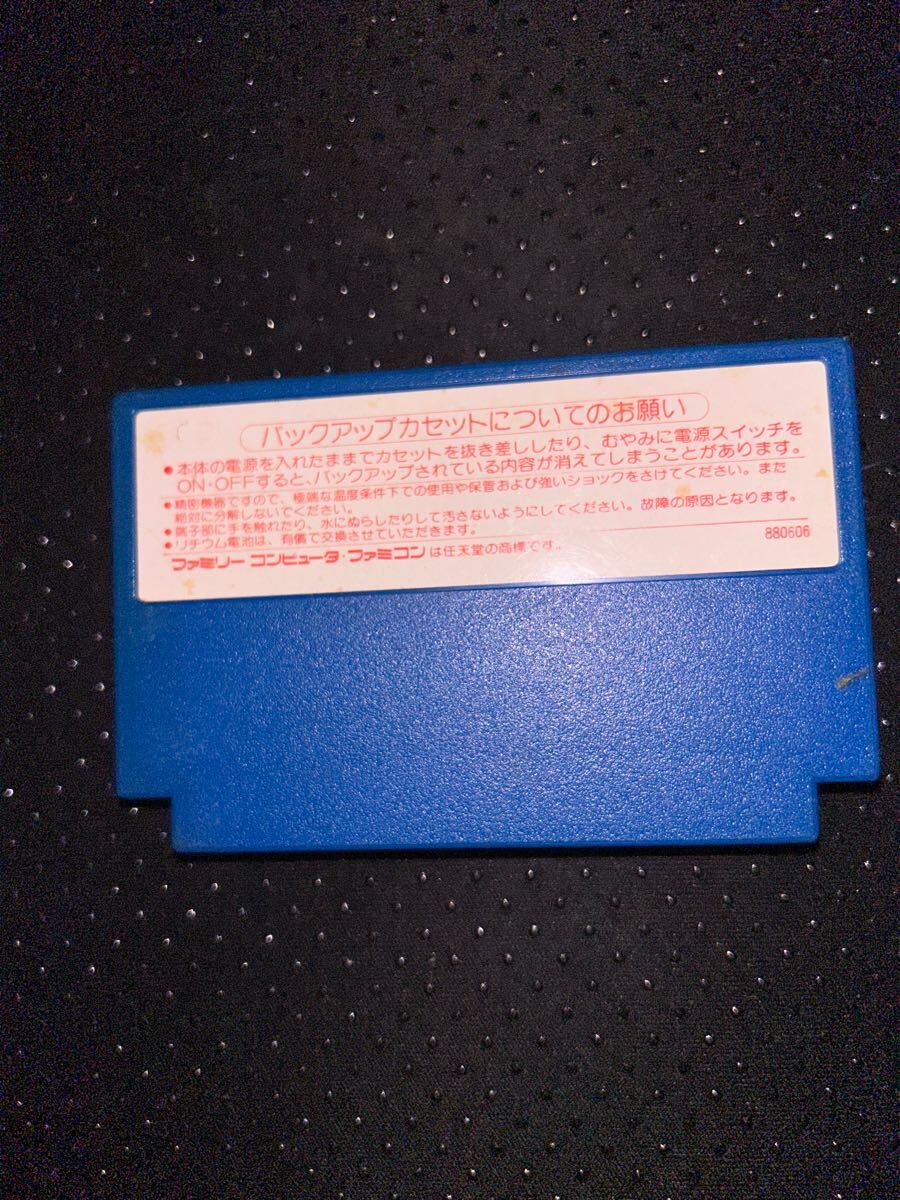 バックアップカセットについてのお願い
●本体の電源を入れたままでカセットを抜き差ししたり、むやみに電源スイッチを
ON・OFFすると、バックアップされている内容が消えてしまうことがあります。
●精密機器ですので、極端な温度条件下での使用や保管および強いショックをさけてください。また
絶対に分解しないでください。
●端子部に手を触れたり、水にぬらしたりして汚さないようにしてください。故障の原因となります。
●リチウム電池は、有償で交換させていただきます。
880606
ファミリーコンピュータ・ファミコンは任天堂の商標です。